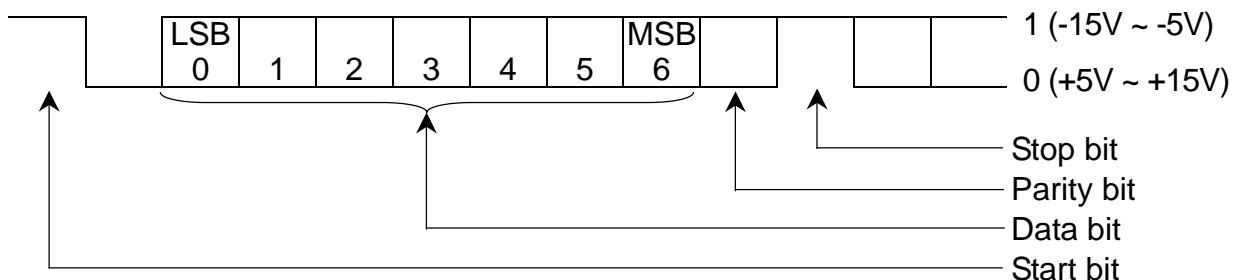 LSB MSB 1 (-15V ~ -5V)
0 1 2 3 4 5 6 0 (+5V ~ +15V)
Stop bit
Parity bit
Data bit
Start bit